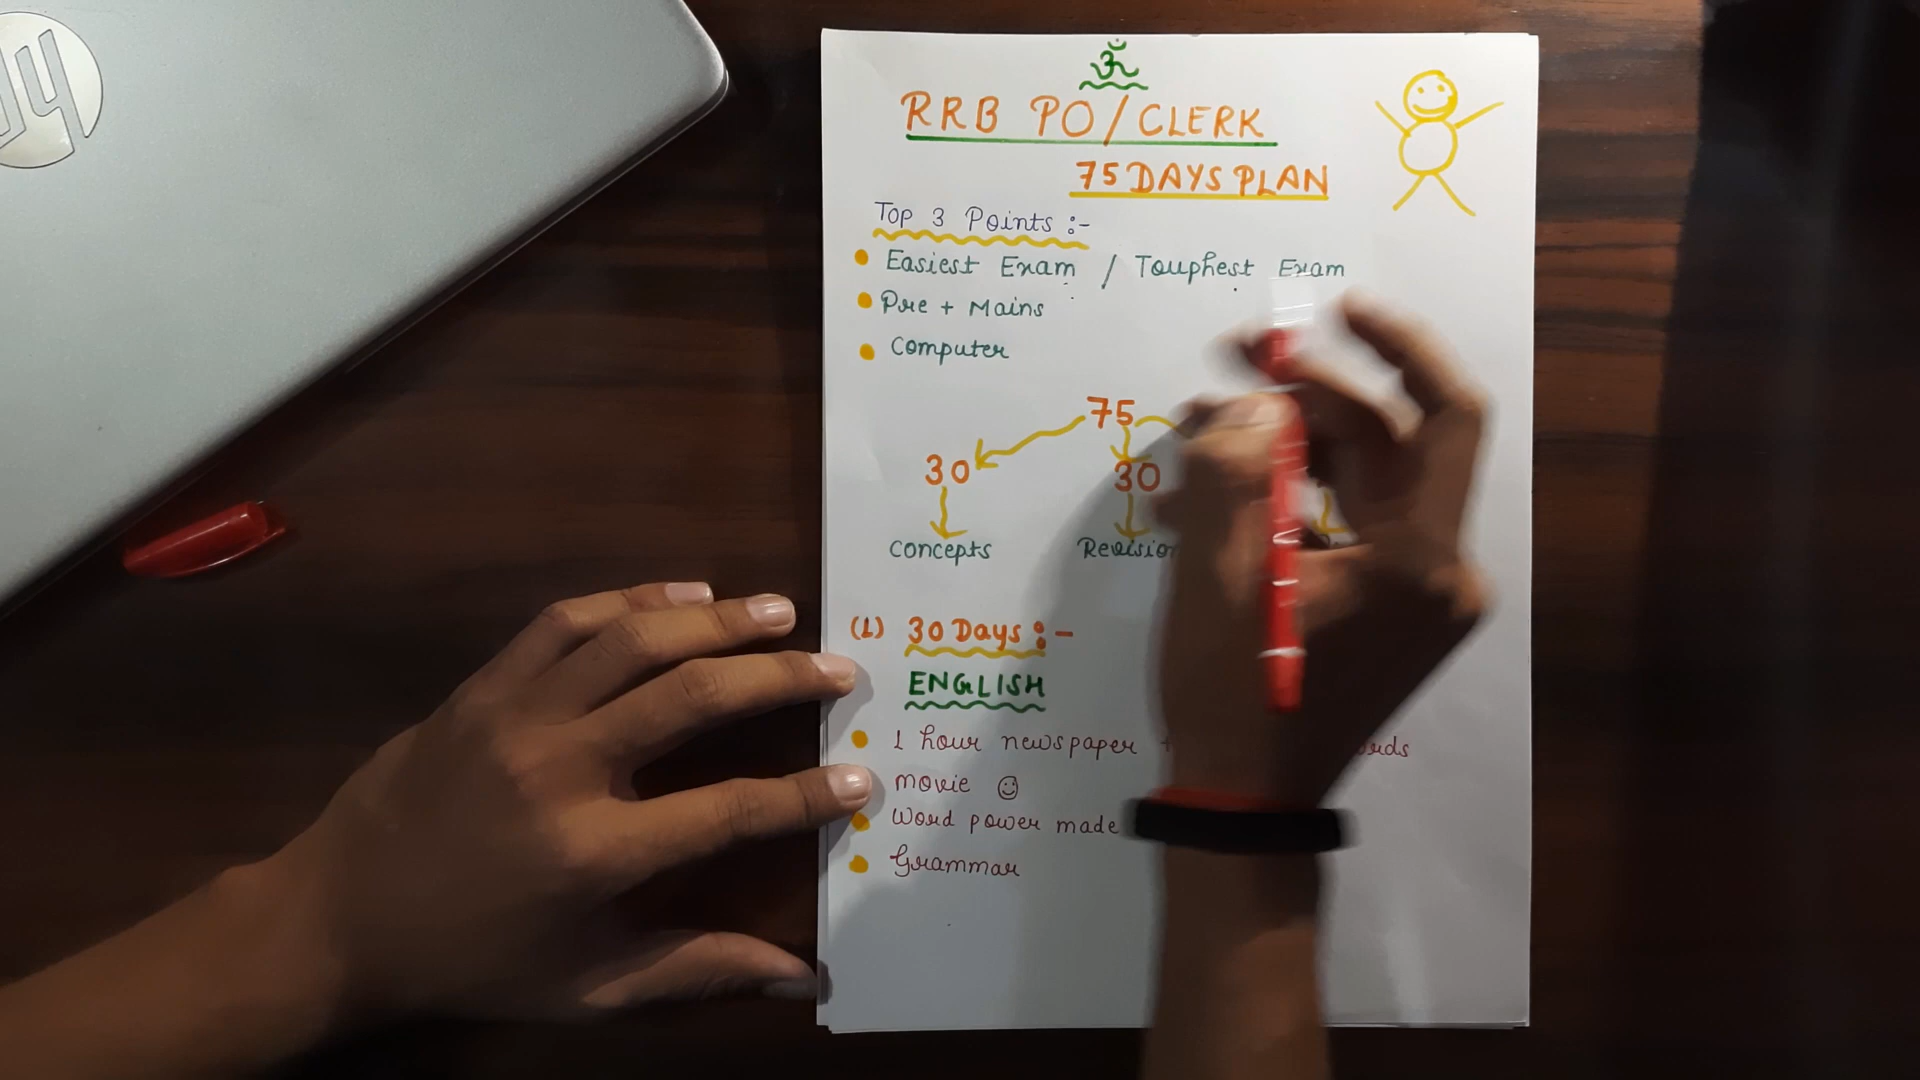 hp
ॐ
RRB PO/CLERK
75 DAYS PLAN
Top 3 Points :-
Easiest Exam / Toughest Exam
Pre + Mains
Computer
75
30 30
Concepts Revision
(1) 30 Days :-
ENGLISH
1 hour newspaper +
movie ☺
Word power made
Grammar